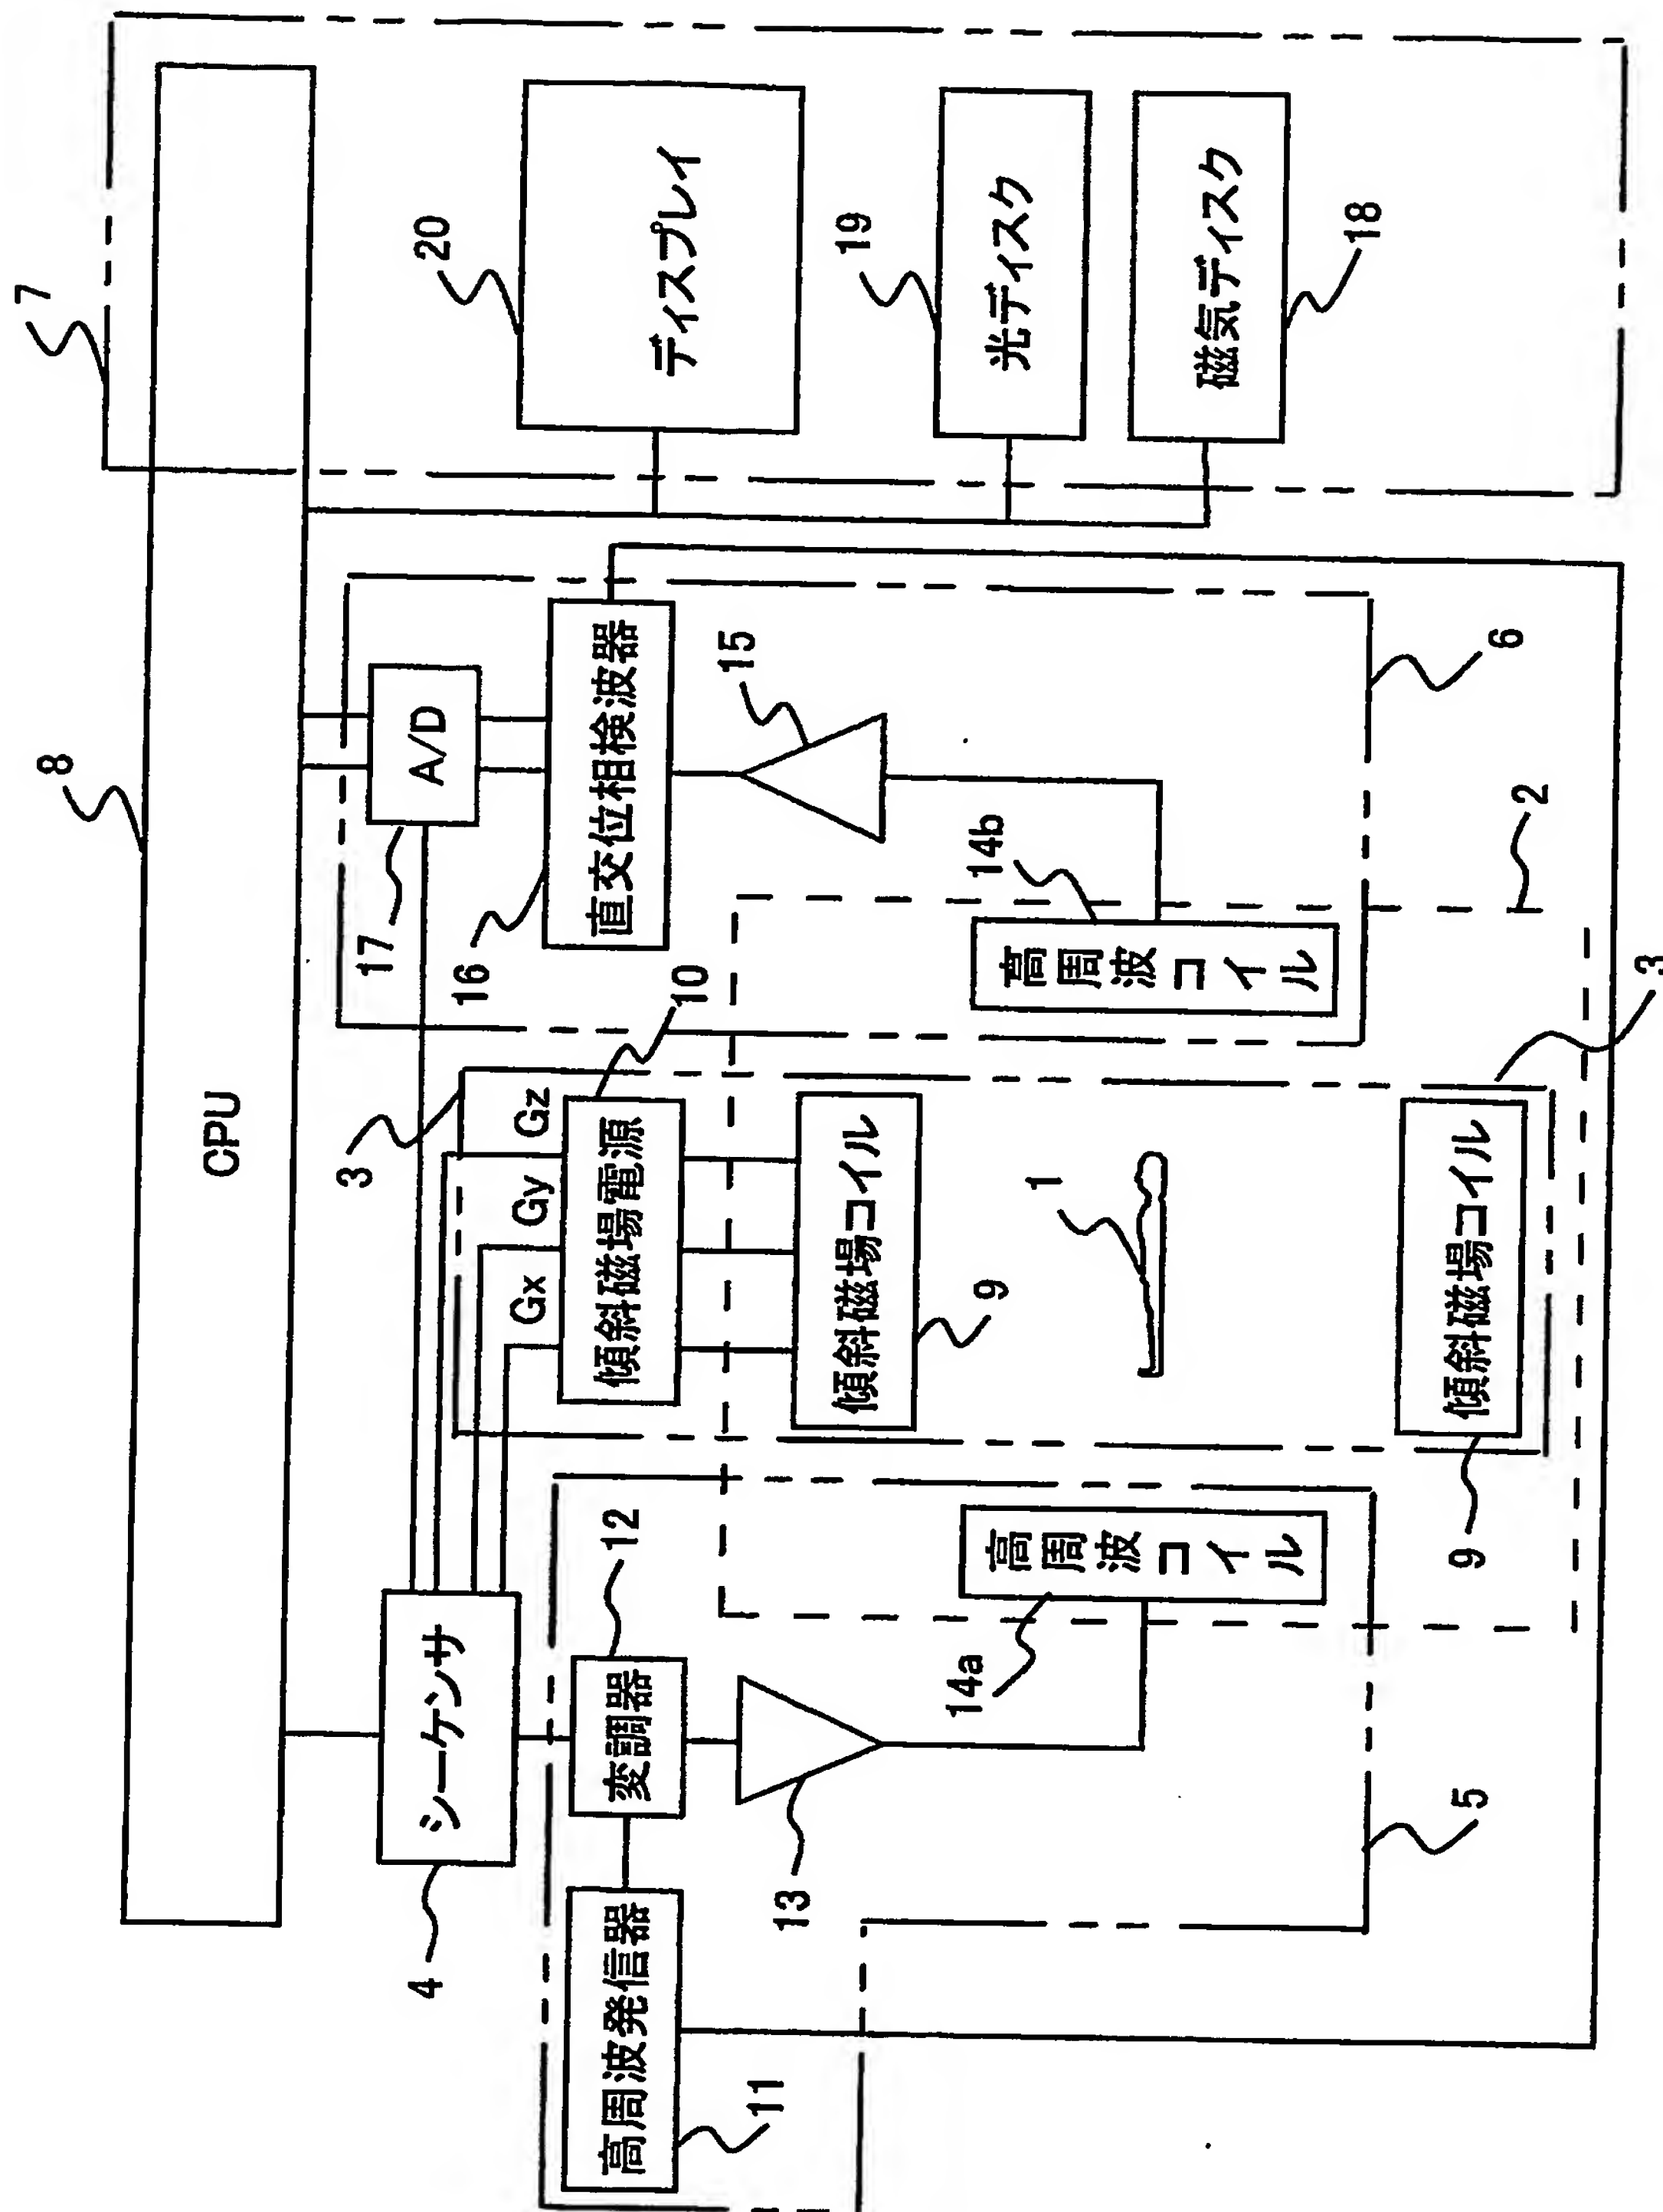 7
8
CPU
20
ディスプレイ
19
光ディスク
磁気ディスク
18
4
シーケンサ
17
A/D
16
直交位相検波器
15
6
3
Gx
Gy
Gz
10
傾斜磁場電源
傾斜磁場コイル
9
1
傾斜磁場コイル
9
3
14b
高周波コイル
2
12
変調器
11
高周波発信器
13
14a
高周波コイル
5